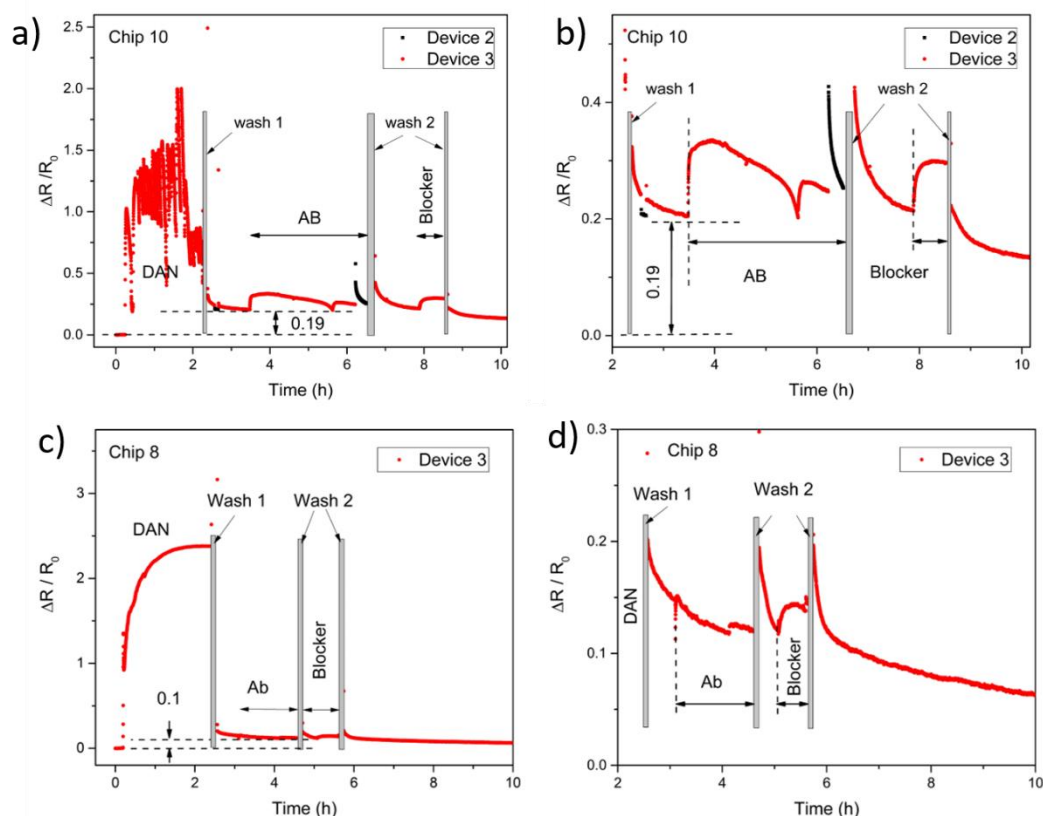 a)
Chip 10
Device 2
Device 3
2.5
2.0
1.5
1.0
0.5
0.0
ΔR /R0
wash 1
wash 2
DAN
AB
Blocker
0.19
0 2 4 6 8 10
Time (h)
b)
Chip 10
Device 2
Device 3
0.4
0.2
0.0
ΔR /R0
wash 1
wash 2
0.19
AB
Blocker
2 4 6 8 10
Time (h)
c)
Chip 8
Device 3
3
2
1
0
ΔR / R0
DAN
Wash 1
Wash 2
0.1
Ab
Blocker
0 2 4 6 8 10
Time (h)
d)
Chip 8
Device 3
0.3
0.2
0.1
0.0
ΔR / R0
Wash 1
Wash 2
DAN
Ab
Blocker
2 4 6 8 10
Time (h)